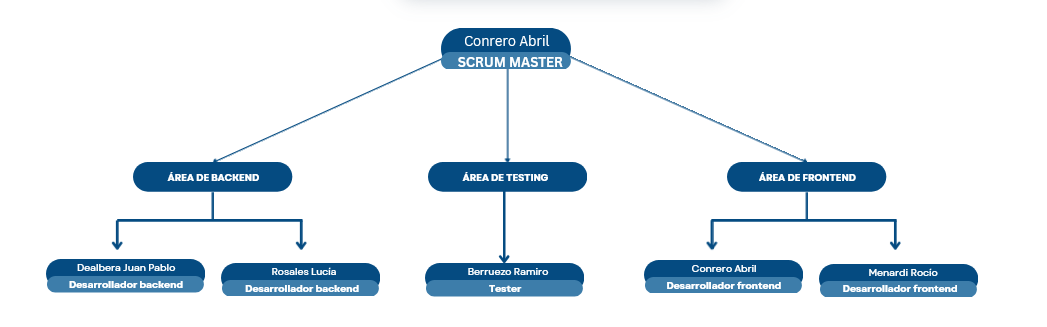 Conrero Abril
SCRUM MASTER
ÁREA DE BACKEND
ÁREA DE TESTING
ÁREA DE FRONTEND
Dealbera Juan Pablo
Desarrollador backend
Rosales Lucía
Desarrollador backend
Berruezo Ramiro
Tester
Conrero Abril
Desarrollador frontend
Menardi Rocío
Desarrollador frontend